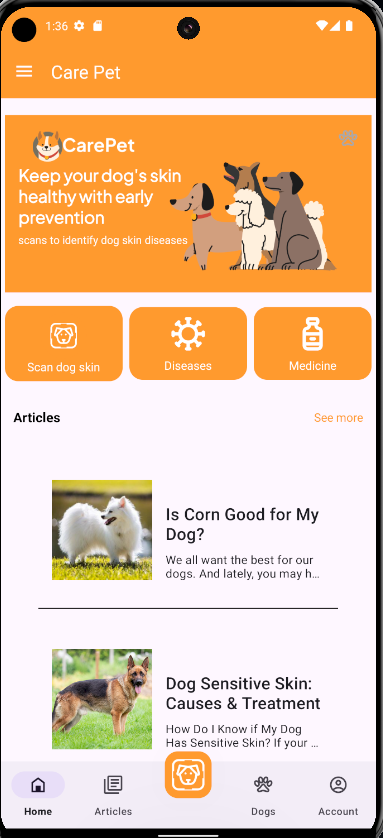 1:36
Care Pet
CarePet
Keep your dog's skin
healthy with early
prevention
scans to identify dog skin diseases
Scan dog skin
Diseases
Medicine
Articles
See more
Is Corn Good for My
Dog?
We all want the best for our
dogs. And lately, you may h...
Dog Sensitive Skin:
Causes & Treatment
How Do I Know if My Dog
Has Sensitive Skin? If your ...
Home
Articles
Dogs
Account